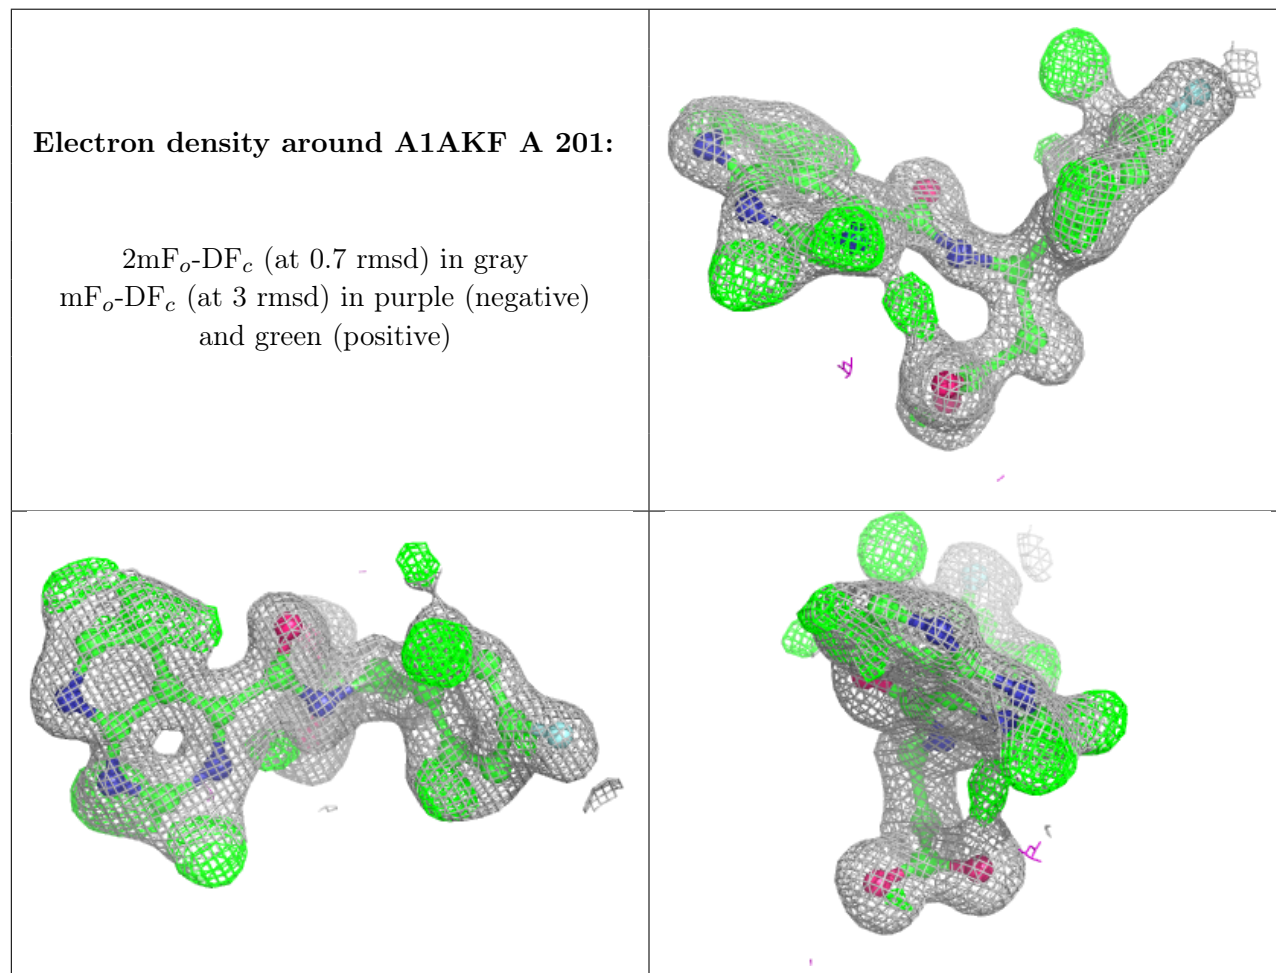 Electron density around A1AKF A 201:
2mFₒ-DF𝒸 (at 0.7 rmsd) in gray
mFₒ-DF𝒸 (at 3 rmsd) in purple (negative)
and green (positive)